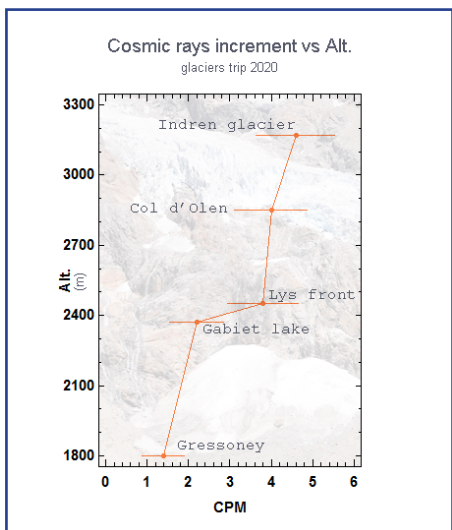 Cosmic rays increment vs Alt.
glaciers trip 2020
3300
Indren glacier
3000
Col d'Olen
2700
Alt.
(m)
Lys front
2400
Gabiet lake
2100
Gressoney
1800
0 1 2 3 4 5 6
CPM